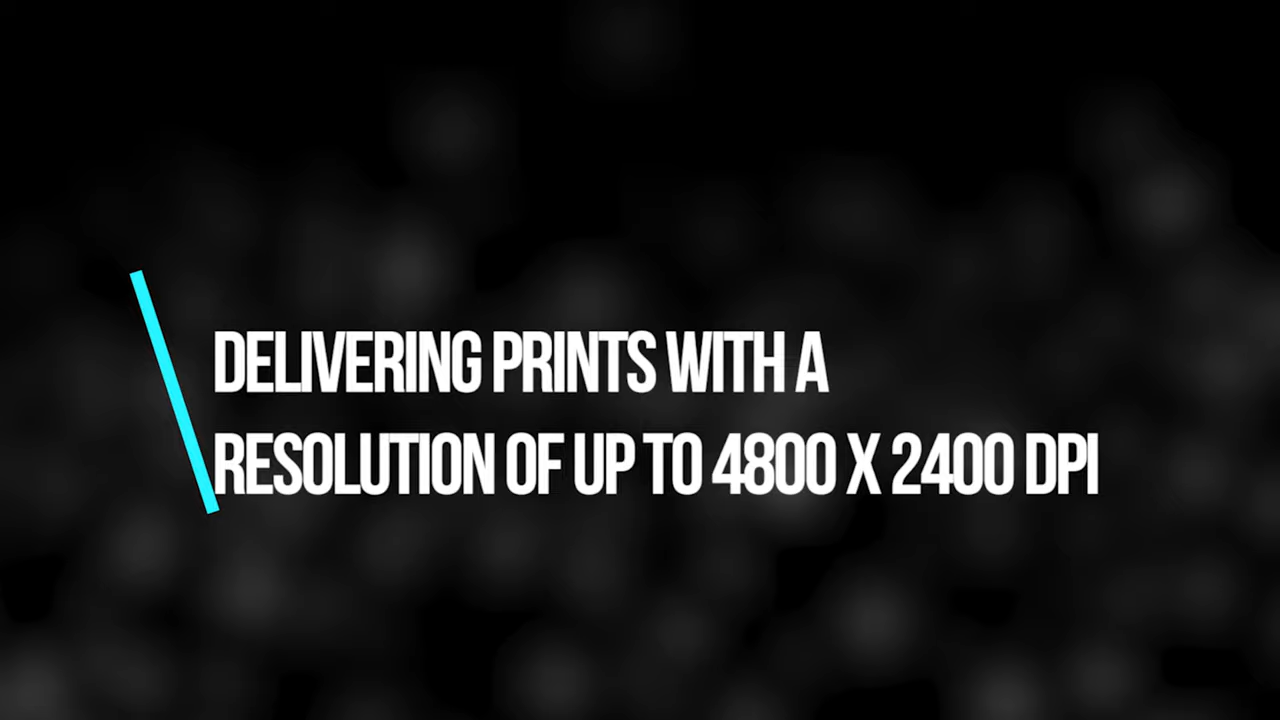 DELIVERING PRINTS WITH A
RESOLUTION OF UP TO 4800 X 2400 DPI